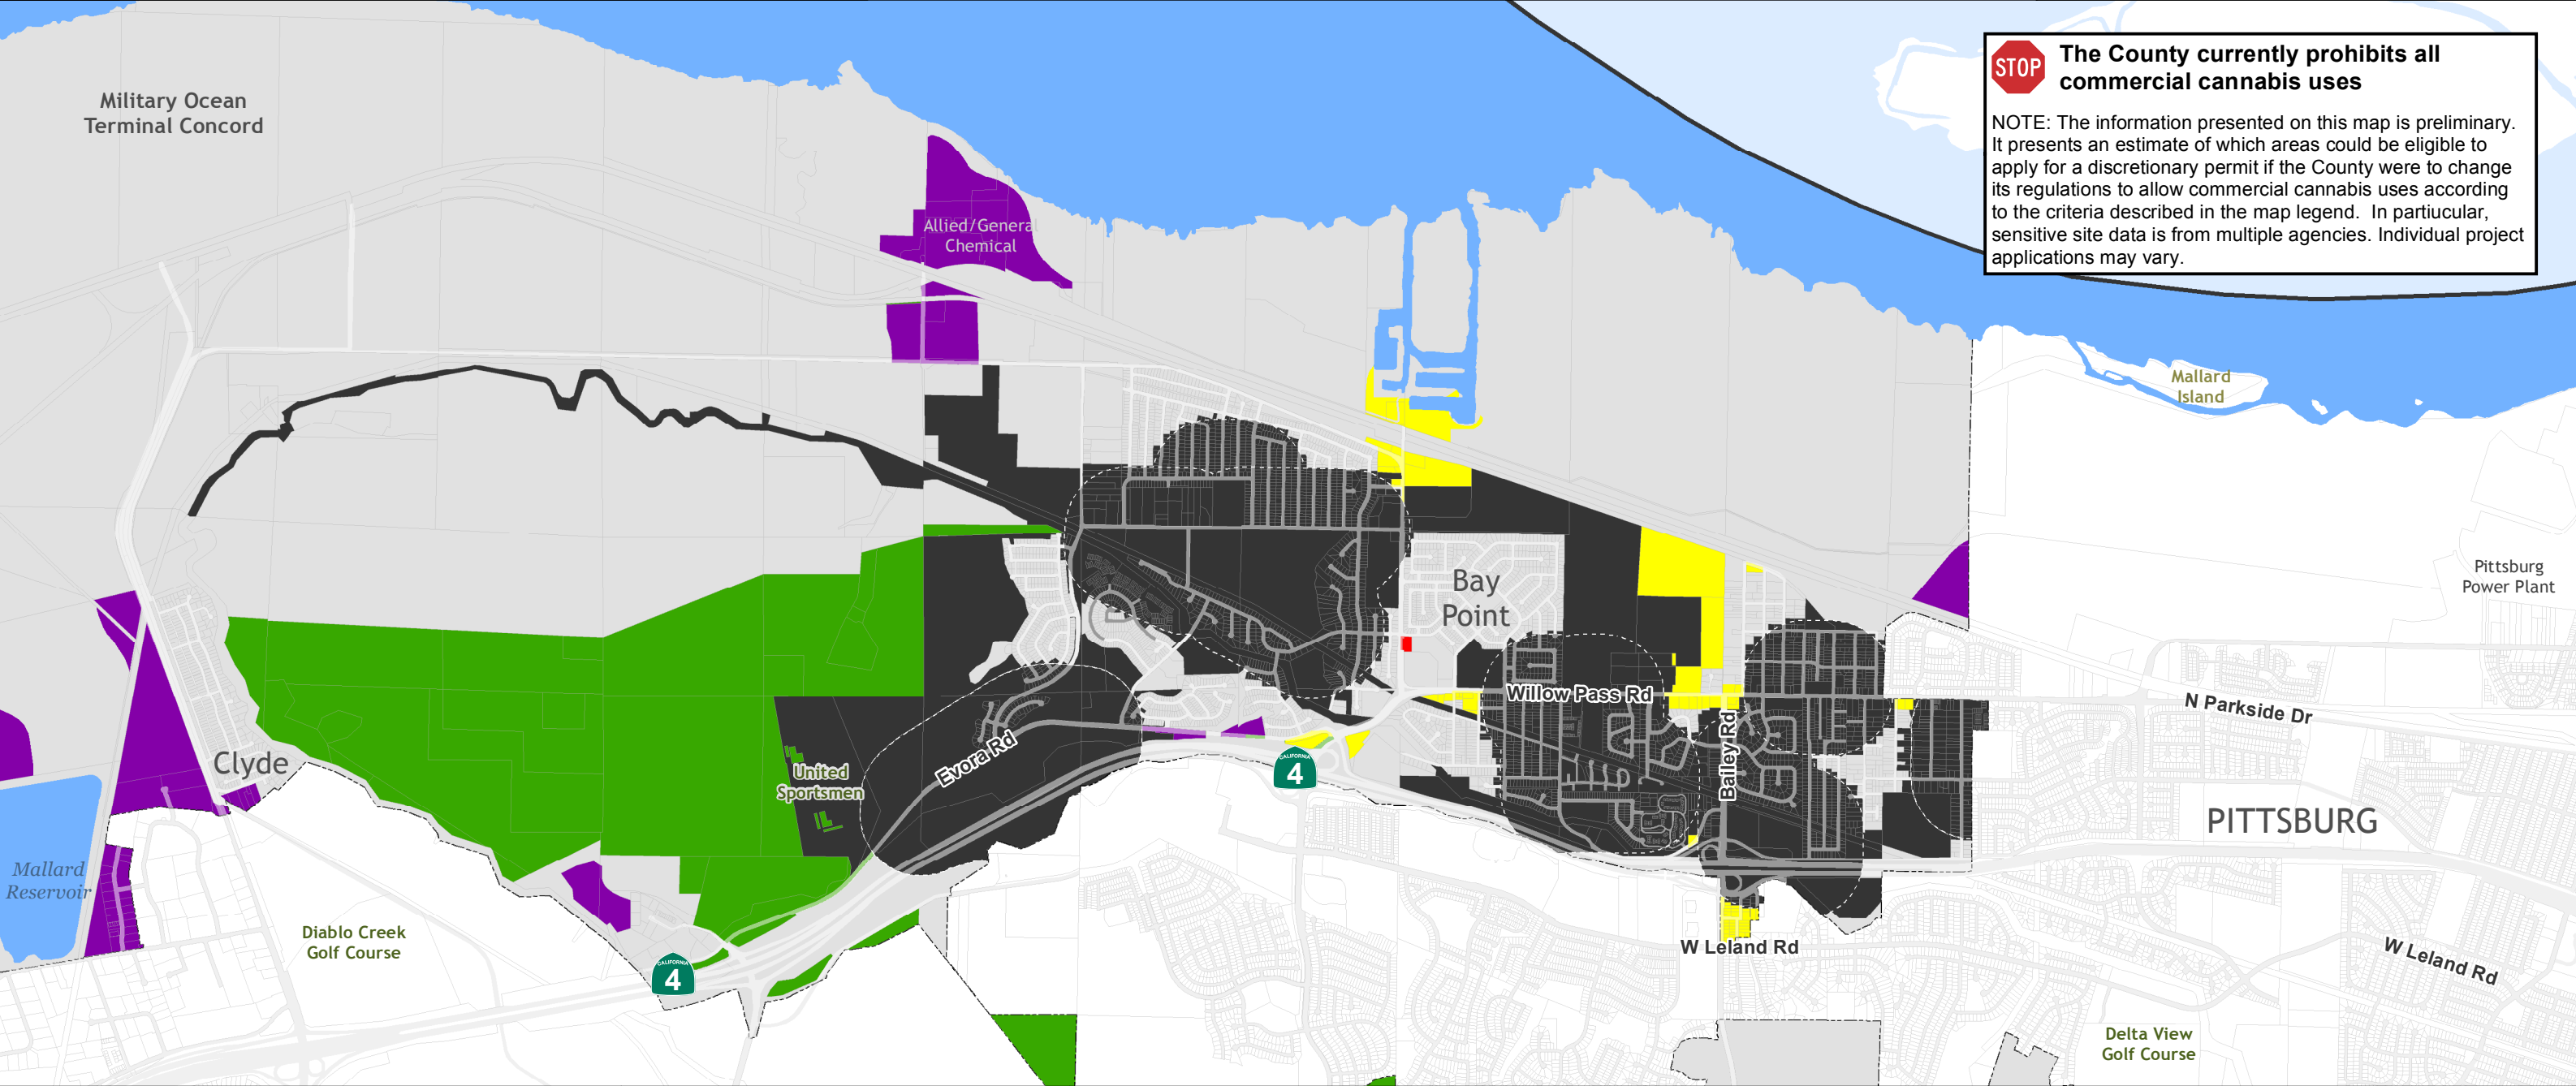 STOP
The County currently prohibits all
commercial cannabis uses
NOTE: The information presented on this map is preliminary.
It presents an estimate of which areas could be eligible to
apply for a discretionary permit if the County were to change
its regulations to allow commercial cannabis uses according
to the criteria described in the map legend.  In partiucular,
sensitive site data is from multiple agencies. Individual project
applications may vary.
Military Ocean
Terminal Concord
Allied/General
Chemical
Mallard
Island
Bay
Point
Pittsburg
Power Plant
Willow Pass Rd
N Parkside Dr
Clyde
Evora Rd
Bailey Rd
United
Sportsmen
CALIFORNIA
4
PITTSBURG
Mallard
Reservoir
Diablo Creek
Golf Course
CALIFORNIA
4
W Leland Rd
W Leland Rd
Delta View
Golf Course